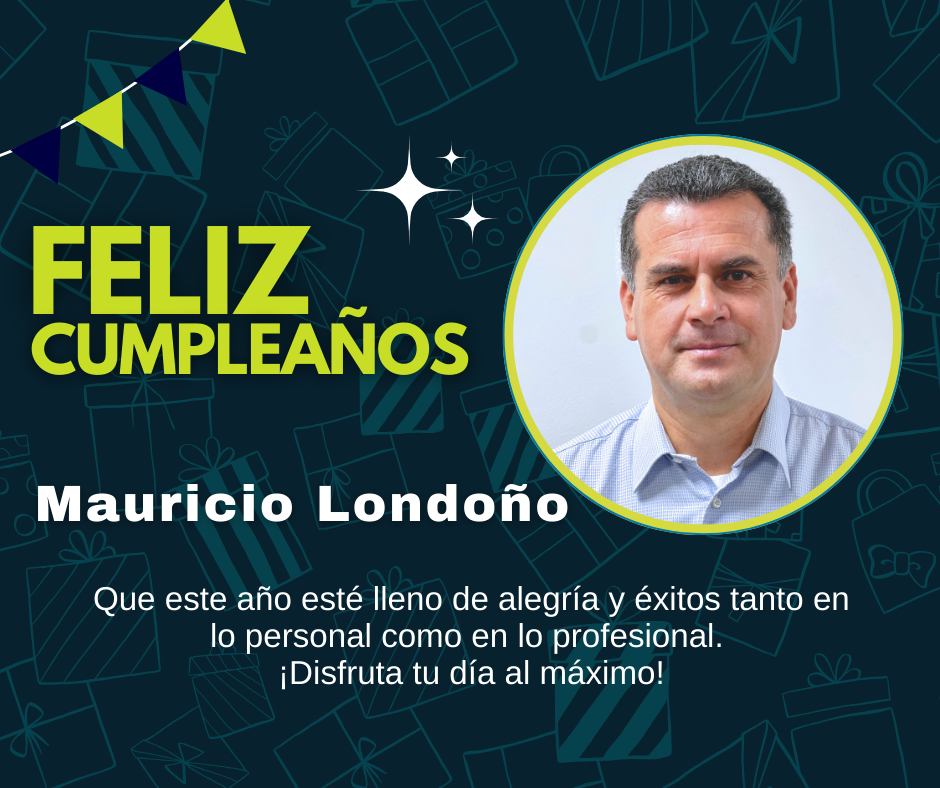 FELIZ
CUMPLEAÑOS
Mauricio Londoño
Que este año esté lleno de alegría y éxitos tanto en
lo personal como en lo profesional.
¡Disfruta tu día al máximo!